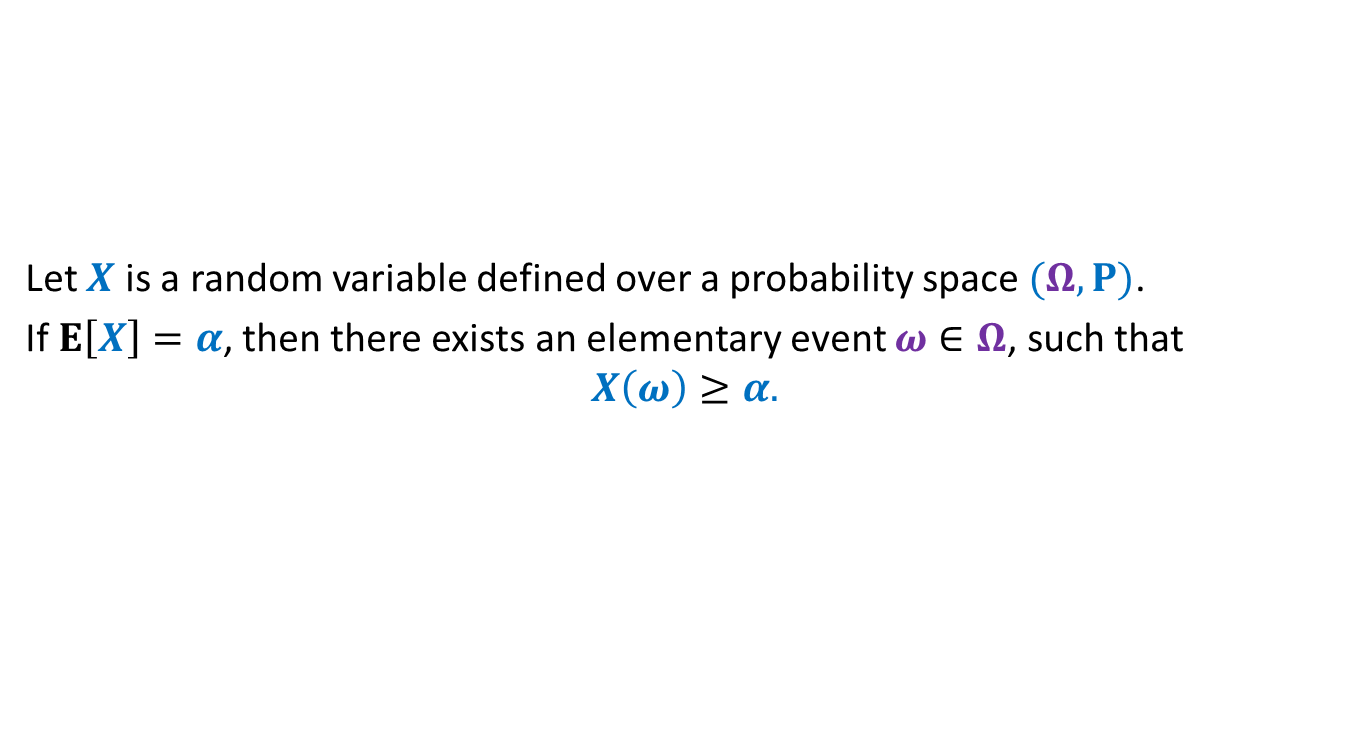 Let X is a random variable defined over a probability space (Ω, P).
If E[X] = α, then there exists an elementary event ω ∈ Ω, such that
X(ω) ≥ α.